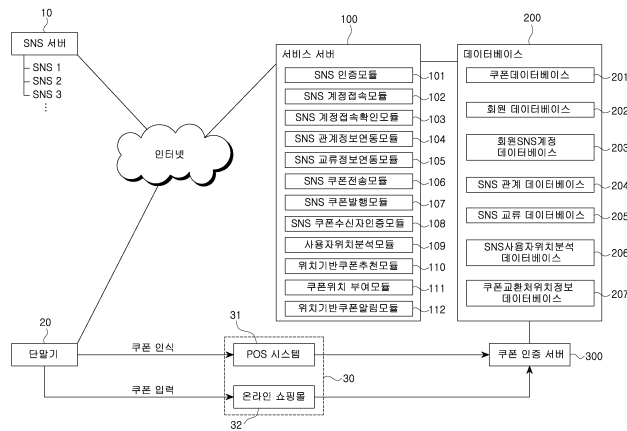 10
SNS 서버
SNS 1
SNS 2
SNS 3
⋮
인터넷
100
서비스 서버
SNS 인증모듈
101
SNS 계정접속모듈
102
SNS 계정접속확인모듈
103
SNS 관계정보연동모듈
104
SNS 교류정보연동모듈
105
SNS 쿠폰전송모듈
106
SNS 쿠폰발행모듈
107
SNS 쿠폰수신자인증모듈
108
사용자위치분석모듈
109
위치기반쿠폰추천모듈
110
쿠폰위치 부여모듈
111
위치기반쿠폰알림모듈
112
200
데이터베이스
쿠폰데이터베이스
201
회원 데이터베이스
202
회원SNS계정
데이터베이스
203
SNS 관계 데이터베이스
204
SNS 교류 데이터베이스
205
SNS사용자위치분석
데이터베이스
206
쿠폰교환처위치정보
데이터베이스
207
20
단말기
쿠폰 인식
쿠폰 입력
31
POS 시스템
30
온라인 쇼핑몰
32
쿠폰 인증 서버
300